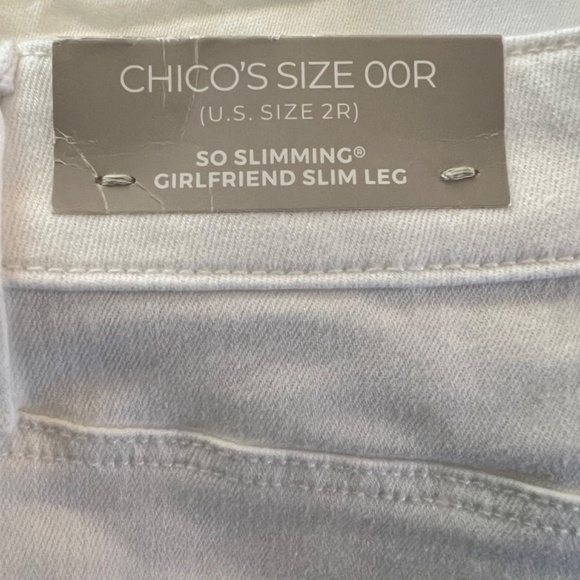 CHICO'S SIZE 00R
(U.S. SIZE 2R)
SO SLIMMING®
GIRLFRIEND SLIM LEG